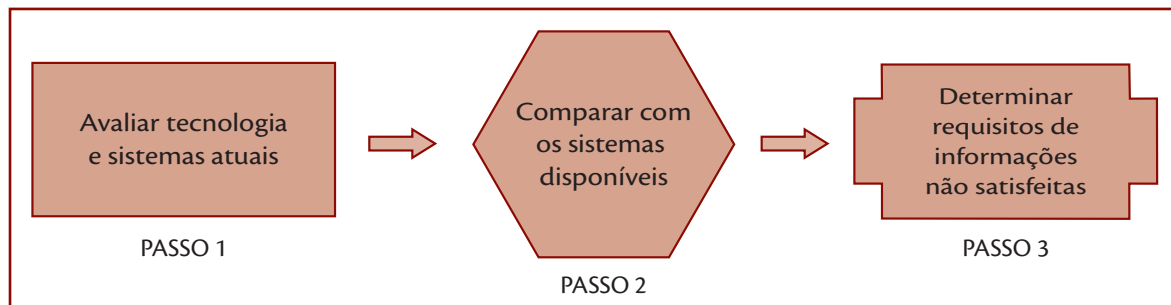 Avaliar tecnologia
e sistemas atuais
PASSO 1
Comparar com
os sistemas
disponíveis
PASSO 2
Determinar
requisitos de
informações
não satisfeitas
PASSO 3